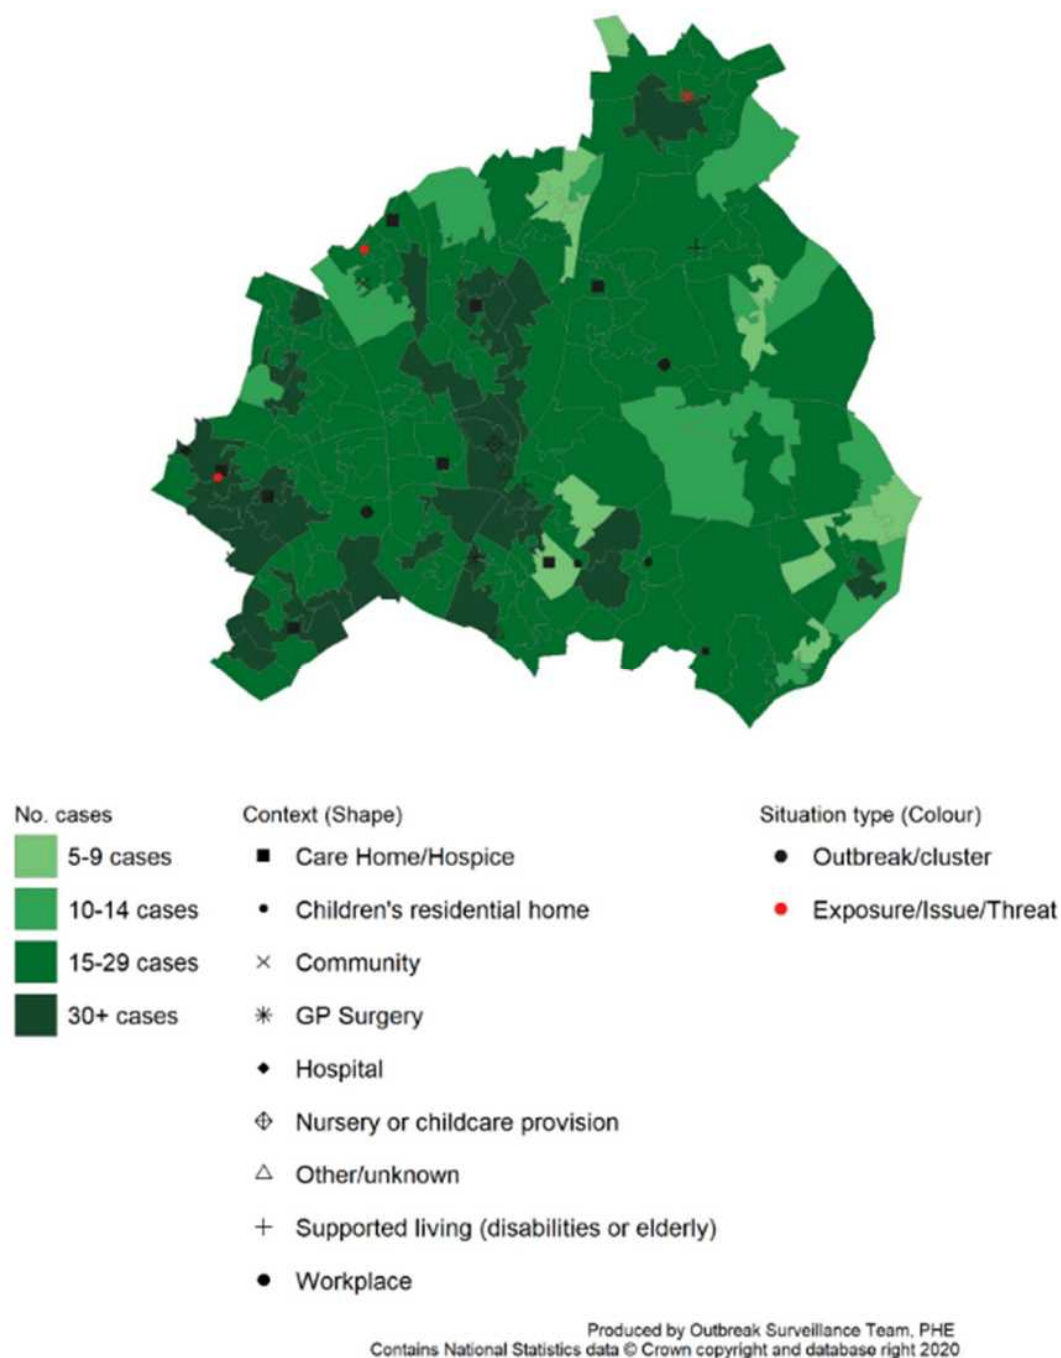 No. cases
5-9 cases
10-14 cases
15-29 cases
30+ cases
Context (Shape)
Care Home/Hospice
Children's residential home
Community
GP Surgery
Hospital
Nursery or childcare provision
Other/unknown
Supported living (disabilities or elderly)
Workplace
Situation type (Colour)
Outbreak/cluster
Exposure/Issue/Threat
Produced by Outbreak Surveillance Team, PHE
Contains National Statistics data © Crown copyright and database right 2020